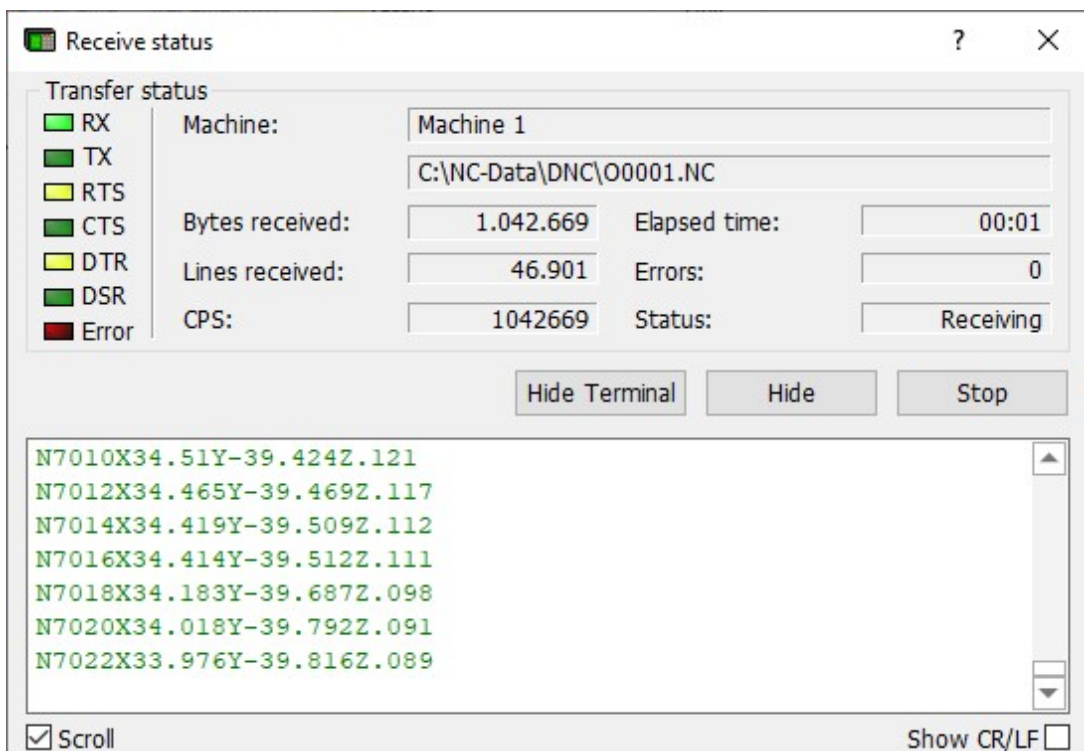 Receive status ?
Transfer status
RX Machine: Machine 1
TX
C:\NC-Data\DNC\O0001.NC
RTS
CTS Bytes received: 1.042.669 Elapsed time: 00:01
DTR Lines received: 46.901 Errors: 0
DSR
Error CPS: 1042669 Status: Receiving
Hide Terminal Hide Stop
N7010X34.51Y-39.424Z.121
N7012X34.465Y-39.469Z.117
N7014X34.419Y-39.509Z.112
N7016X34.414Y-39.512Z.111
N7018X34.183Y-39.687Z.098
N7020X34.018Y-39.792Z.091
N7022X33.976Y-39.816Z.089
Scroll Show CR/LF